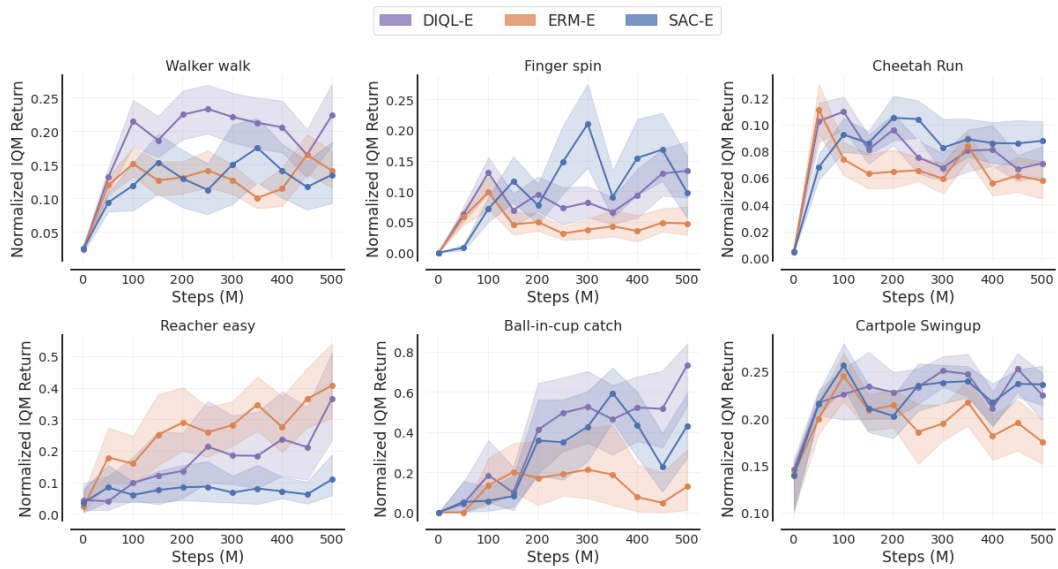 DIQL-E ERM-E SAC-E
Walker walk
Normalized IQM Return
0.25
0.20
0.15
0.10
0.05
0 100 200 300 400 500
Steps (M)
Finger spin
Normalized IQM Return
0.25
0.20
0.15
0.10
0.05
0.00
0 100 200 300 400 500
Steps (M)
Cheetah Run
Normalized IQM Return
0.12
0.10
0.08
0.06
0.04
0.02
0.00
0 100 200 300 400 500
Steps (M)
Reacher easy
Normalized IQM Return
0.5
0.4
0.3
0.2
0.1
0.0
0 100 200 300 400 500
Steps (M)
Ball-in-cup catch
Normalized IQM Return
0.8
0.6
0.4
0.2
0.0
0 100 200 300 400 500
Steps (M)
Cartpole Swingup
Normalized IQM Return
0.25
0.20
0.15
0.10
0 100 200 300 400 500
Steps (M)